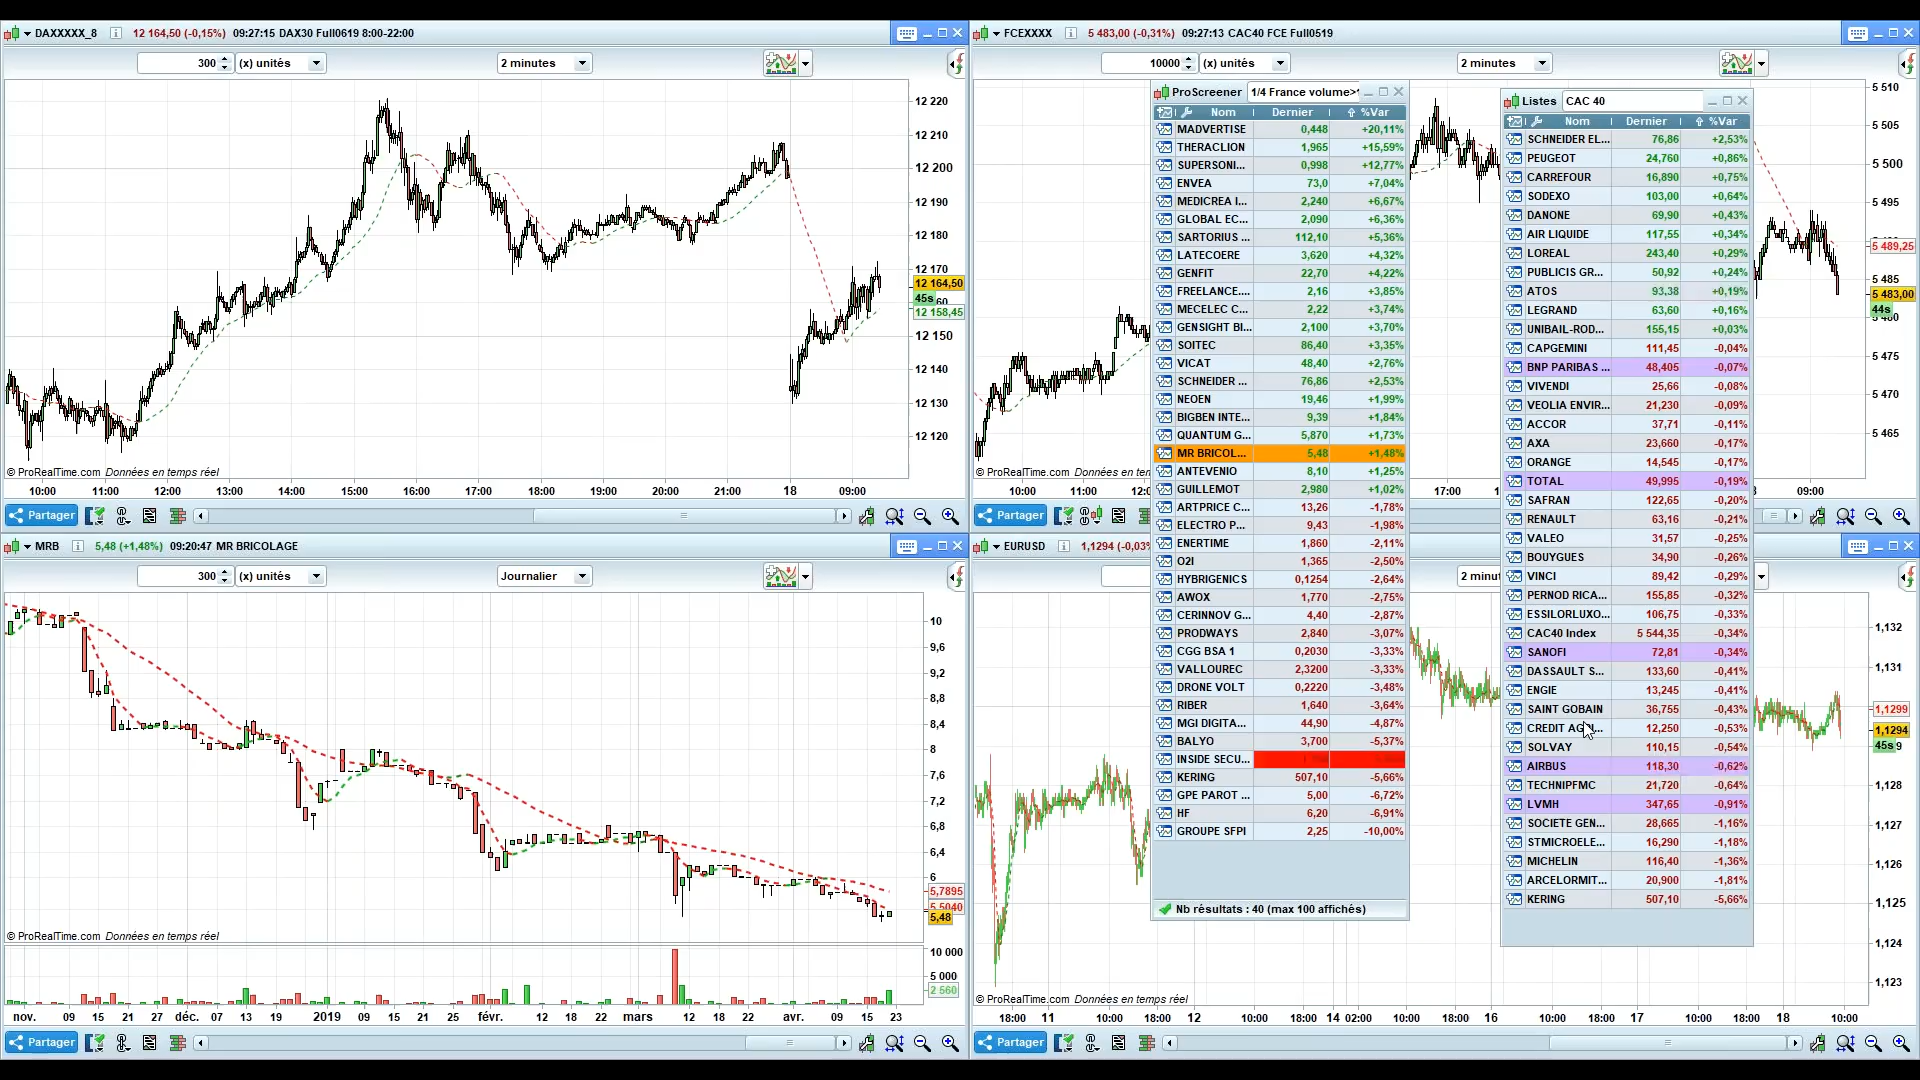 DAXXXXX_8 12 164,50 (-0,15%) 09:27:15 DAX30 Full0619 8:00-22:00
300 (x) unités 2 minutes
12 220
12 210
12 200
12 190
12 180
12 170
12 164,50
45s
12 158,45
12 150
12 140
12 130
12 120
© ProRealTime.com Données en temps réel
10:00 11:00 12:00 13:00 14:00 15:00 16:00 17:00 18:00 19:00 20:00 21:00 18 09:00
Partager
FCEXXXX 5 483,00 (-0,31%) 09:27:13 CAC40 FCE Full0519
10000 (x) unités 2 minutes
5 510
5 505
5 500
5 495
5 489,25
5 485
5 483,00
44s
5 480
5 475
5 470
5 465
© ProRealTime.com Données en
10:00 11:00 17:00 09:00
Partager
ProScreener 1/4 France volume>
Nom Dernier %Var
MADVERTISE 0,448 +20,11%
THERACLION 1,965 +15,59%
SUPERSONI... 0,998 +12,77%
ENVEA 73,0 +7,04%
MEDICREA I... 2,240 +6,67%
GLOBAL EC... 2,090 +6,36%
SARTORIUS ... 112,10 +5,36%
LATECOERE 3,620 +4,32%
GENFIT 22,70 +4,22%
FREELANCE.... 2,16 +3,85%
MECELEC C... 2,22 +3,74%
GENSIGHT BI... 2,100 +3,70%
SOITEC 86,40 +3,35%
VICAT 48,40 +2,76%
SCHNEIDER ... 76,86 +2,53%
NEOEN 19,46 +1,99%
BIGBEN INTE... 9,39 +1,84%
QUANTUM G... 5,870 +1,73%
MR BRICOL... 5,48 +1,48%
ANTEVENIO 8,10 +1,25%
GUILLEMOT 2,980 +1,02%
ARTPRICE C... 13,26 -1,78%
ELECTRO P... 9,43 -1,98%
ENERTIME 1,860 -2,11%
O2I 1,365 -2,50%
HYBRIGENICS 0,1254 -2,64%
AWOX 1,770 -2,75%
CERINNOV G... 4,40 -2,87%
PRODWAYS 2,840 -3,07%
CGG BSA 1 0,2030 -3,33%
VALLOUREC 2,3200 -3,33%
DRONE VOLT 0,2220 -3,48%
RIBER 1,640 -3,64%
MGI DIGITA... 44,90 -4,87%
BALYO 3,700 -5,37%
INSIDE SECU...
KERING 507,10 -5,66%
GPE PAROT ... 5,00 -6,72%
HF 6,20 -6,91%
GROUPE SFPI 2,25 -10,00%
Nb résultats : 40 (max 100 affichés)
Listes CAC 40
Nom Dernier %Var
SCHNEIDER EL... 76,86 +2,53%
PEUGEOT 24,760 +0,86%
CARREFOUR 16,890 +0,75%
SODEXO 103,00 +0,64%
DANONE 69,90 +0,43%
AIR LIQUIDE 117,55 +0,34%
LOREAL 243,40 +0,29%
PUBLICIS GR... 50,92 +0,24%
ATOS 93,38 +0,19%
LEGRAND 63,60 +0,16%
UNIBAIL-ROD... 155,15 +0,03%
CAPGEMINI 111,45 -0,04%
BNP PARIBAS ... 48,405 -0,07%
VIVENDI 25,66 -0,08%
VEOLIA ENVIR... 21,230 -0,09%
ACCOR 37,71 -0,11%
AXA 23,660 -0,17%
ORANGE 14,545 -0,17%
TOTAL 49,995 -0,19%
SAFRAN 122,65 -0,20%
RENAULT 63,16 -0,21%
VALEO 31,57 -0,25%
BOUYGUES 34,90 -0,26%
VINCI 89,42 -0,29%
PERNOD RICA... 155,85 -0,32%
ESSILORLUXO... 106,75 -0,33%
CAC40 Index 5 544,35 -0,34%
SANOFI 72,81 -0,34%
DASSAULT S... 133,60 -0,41%
ENGIE 13,245 -0,41%
SAINT GOBAIN 36,755 -0,43%
CREDIT 12,250 -0,53%
SOLVAY 110,15 -0,54%
AIRBUS 118,30 -0,62%
TECHNIPFMC 21,720 -0,64%
LVMH 347,65 -0,91%
SOCIETE GEN... 28,665 -1,16%
STMICROELE... 16,290 -1,18%
MICHELIN 116,40 -1,36%
ARCELORMIT... 20,900 -1,81%
KERING 507,10 -5,66%
MRB 5,48 (+1,48%) 09:20:47 MR BRICOLAGE
300 (x) unités Journalier
10
9,6
9,2
8,8
8,4
8
7,6
7,2
6,8
6,4
6
5,7895
5,5040
5,48
© ProRealTime.com Données en temps réel
10 000
5 000
2 560
nov. 09 15 21 27 déc. 07 13 19 2019 09 15 21 25 févr. 12 18 22 mars 12 18 22 avr. 09 15 23
Partager
EURUSD 1,1294 (-0,03%
2 minut
1,132
1,131
1,1299
1,1294
45s
1,128
1,127
1,126
1,125
1,124
1,123
© ProRealTime.com Données en temps réel
18:00 11 10:00 18:00 12 10:00 18:00 14 02:00 10:00 18:00 16 10:00 18:00 17 10:00 18:00 18 10:00
Partager